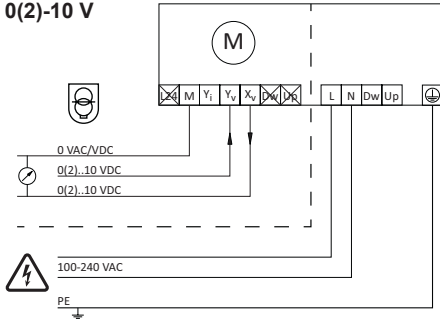 0(2)-10 V
M
L24 M Yi Yv Xv Dw Up L N Dw Up
0 VAC/VDC
0(2)..10 VDC
0(2)..10 VDC
100-240 VAC
PE